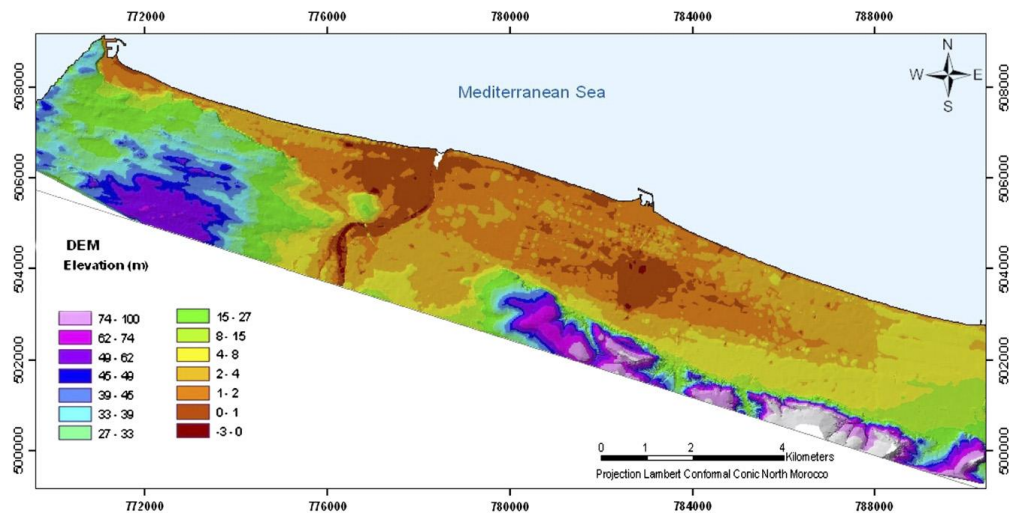 772000 776000 780000 784000 788000
Mediterranean Sea
N
W E
S
508000 508000
506000 506000
504000 504000
502000 502000
500000 500000
DEM
Elevation (m)
74 - 100 15 - 27
62 - 74 8 - 15
49 - 62 4 - 8
45 - 49 2 - 4
39 - 45 1 - 2
33 - 39 0 - 1
27 - 33 -3 - 0
0 1 2 4
Kilometers
Projection Lambert Conformal Conic North Morocco
772000 776000 780000 784000 788000